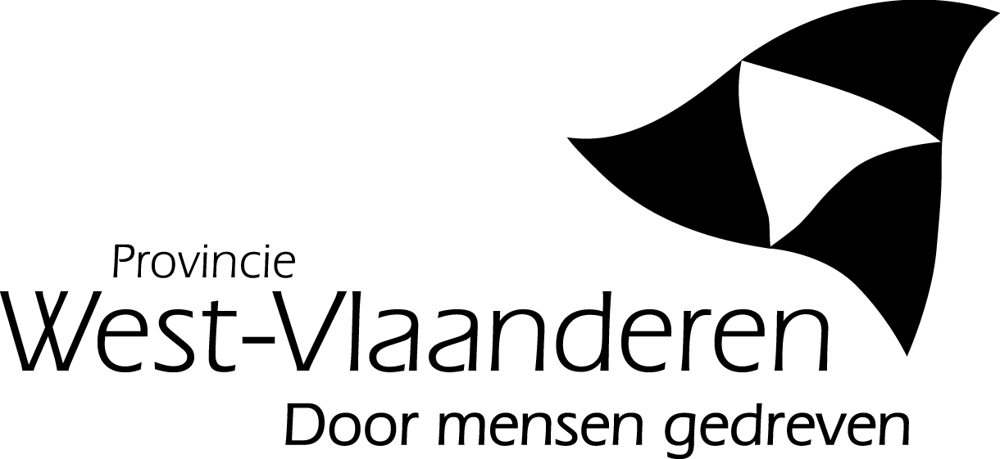 Provincie
West-Vlaanderen
Door mensen gedreven